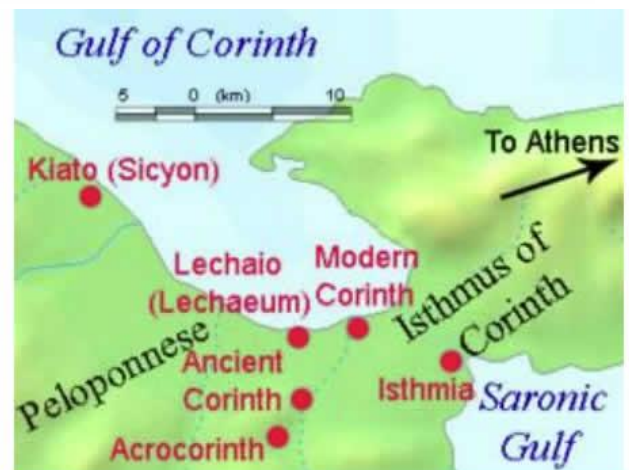 Gulf of Corinth
5 0 (km) 10
To Athens
Kiato (Sicyon)
Lechaio
(Lechaeum)
Modern
Corinth
Isthmus of
Corinth
Peloponnese
Ancient
Corinth
Isthmia
Acrocorinth
Saronic
Gulf